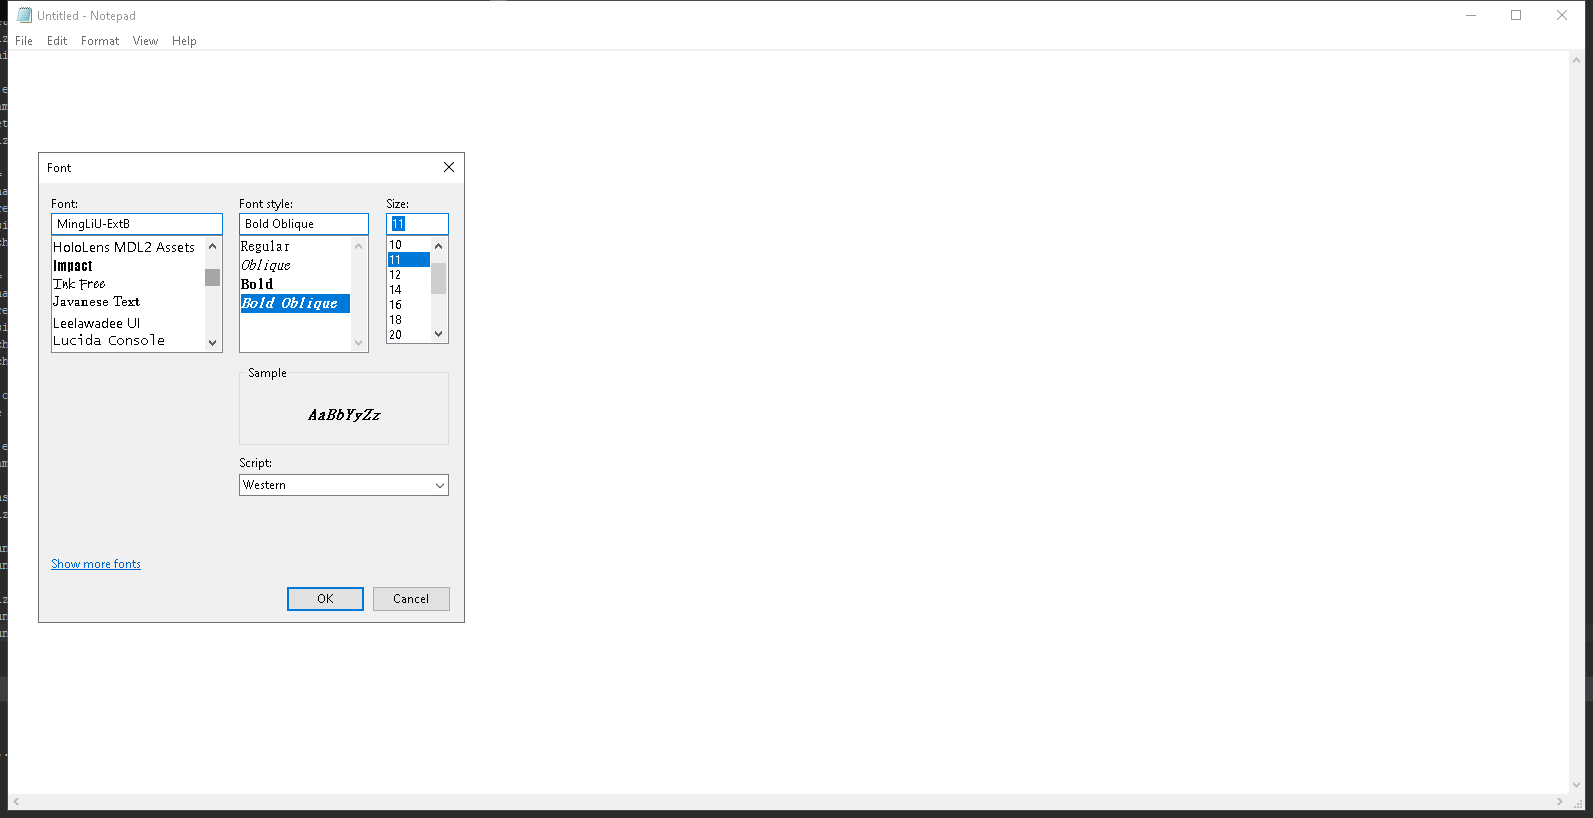 Untitled - Notepad
File Edit Format View Help
Font
Font: Font style: Size:
MingLiU-ExtB Bold Oblique 11
HoloLens MDL2 Assets
Impact
Ink Free
Javanese Text
Leelawadee UI
Lucida Console
Regular
Oblique
Bold
Bold Oblique
10
11
12
14
16
18
20
Sample
AaBbYyZz
Script:
Western
Show more fonts
OK Cancel